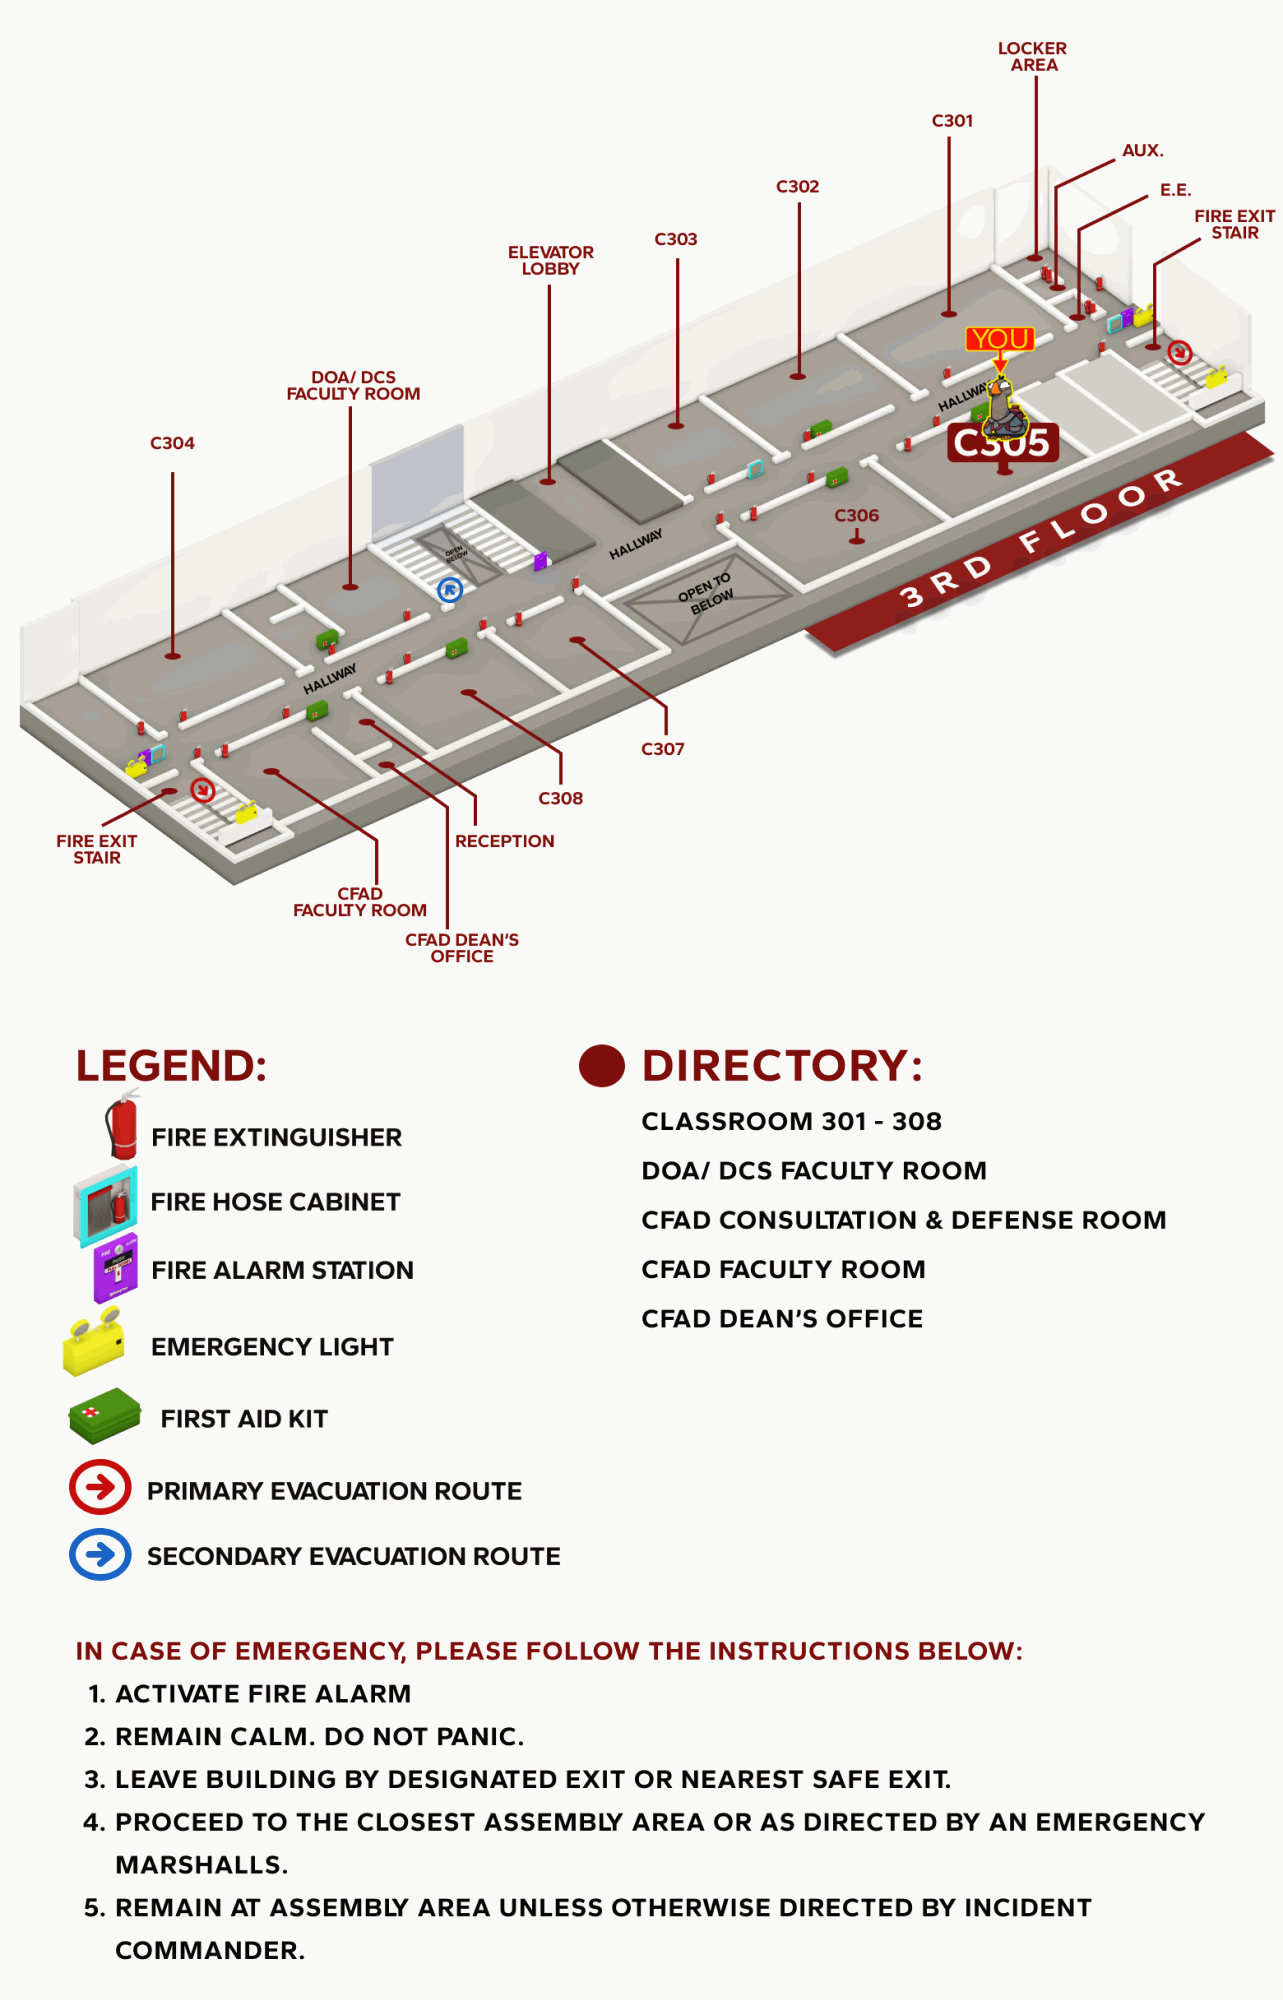 LOCKER
AREA
C301
AUX.
C302
E.E.
FIRE EXIT
STAIR
C303
ELEVATOR
LOBBY
YOU
DOA/ DCS
FACULTY ROOM
HALLWAY
C304
C305
C306
3RD FLOOR
OPEN
BELOW
HALLWAY
OPEN TO
BELOW
HALLWAY
C307
C308
FIRE EXIT
STAIR
RECEPTION
CFAD
FACULTY ROOM
CFAD DEAN'S
OFFICE
LEGEND:
FIRE EXTINGUISHER
FIRE HOSE CABINET
FIRE ALARM STATION
EMERGENCY LIGHT
FIRST AID KIT
PRIMARY EVACUATION ROUTE
SECONDARY EVACUATION ROUTE
DIRECTORY:
CLASSROOM 301 - 308
DOA/ DCS FACULTY ROOM
CFAD CONSULTATION & DEFENSE ROOM
CFAD FACULTY ROOM
CFAD DEAN'S OFFICE
IN CASE OF EMERGENCY, PLEASE FOLLOW THE INSTRUCTIONS BELOW:
1. ACTIVATE FIRE ALARM
2. REMAIN CALM. DO NOT PANIC.
3. LEAVE BUILDING BY DESIGNATED EXIT OR NEAREST SAFE EXIT.
4. PROCEED TO THE CLOSEST ASSEMBLY AREA OR AS DIRECTED BY AN EMERGENCY
MARSHALLS.
5. REMAIN AT ASSEMBLY AREA UNLESS OTHERWISE DIRECTED BY INCIDENT
COMMANDER.